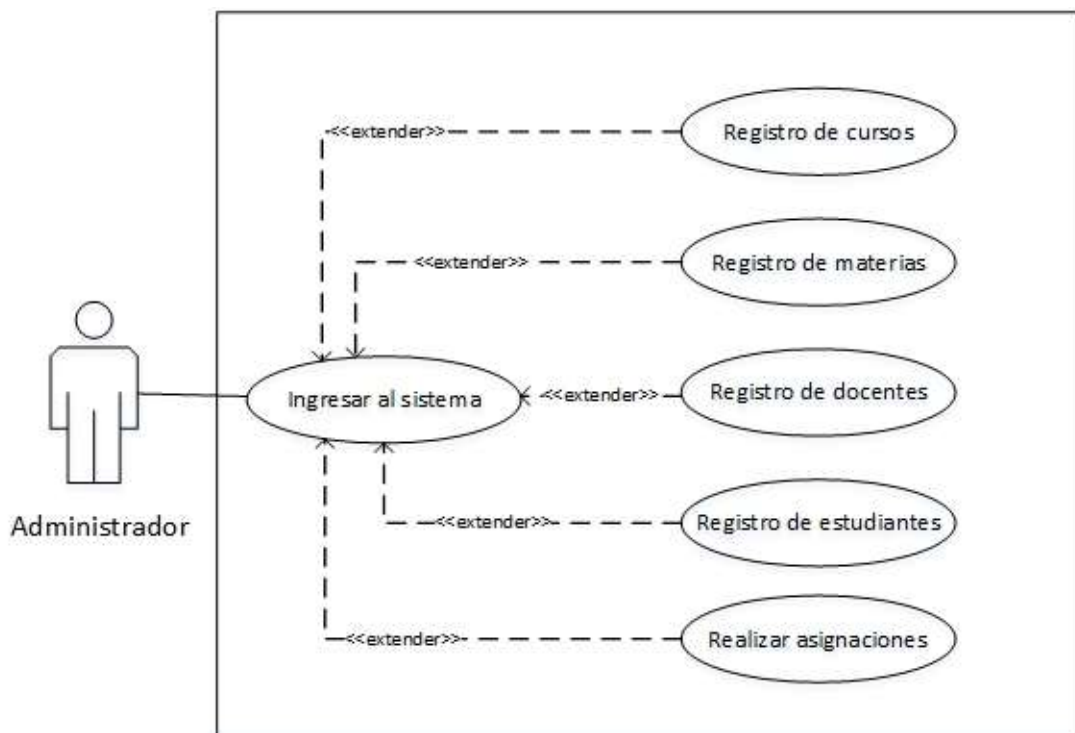 <<extender>>
Registro de cursos
<<extender>>
Registro de materias
Ingresar al sistema
<<extender>>
Registro de docentes
Administrador
<<extender>>
Registro de estudiantes
<<extender>>
Realizar asignaciones